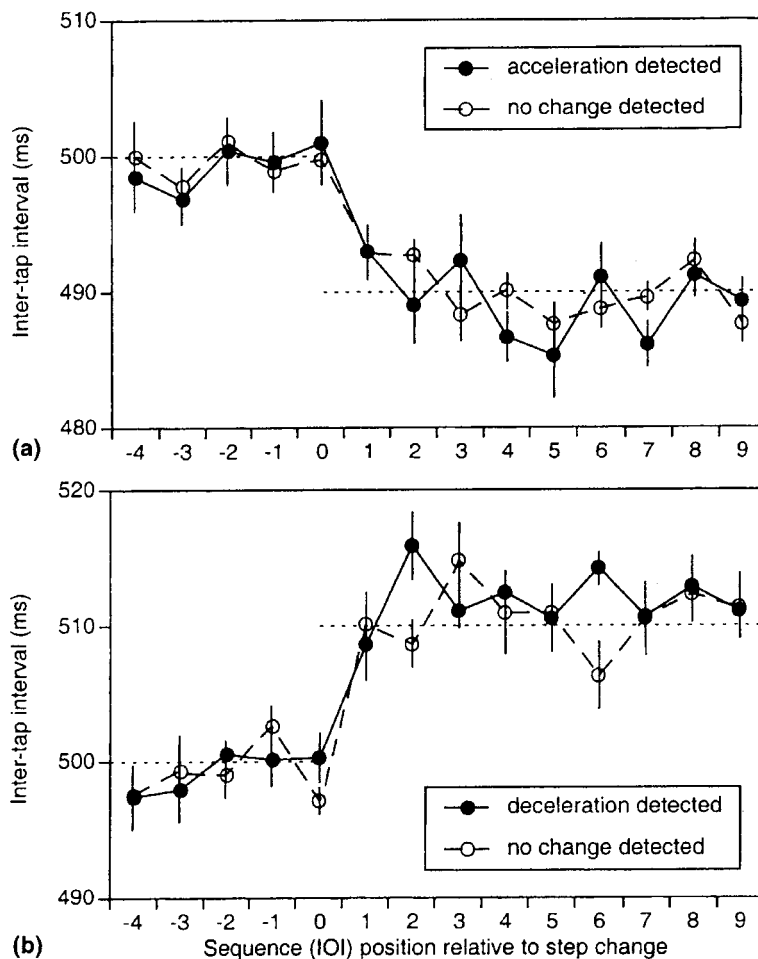 510
acceleration detected
no change detected
500
Inter-tap interval (ms)
490
480
(a)
-4 -3 -2 -1 0 1 2 3 4 5 6 7 8 9
520
510
Inter-tap interval (ms)
500
deceleration detected
no change detected
490
-4 -3 -2 -1 0 1 2 3 4 5 6 7 8 9
(b)
Sequence (IOI) position relative to step change